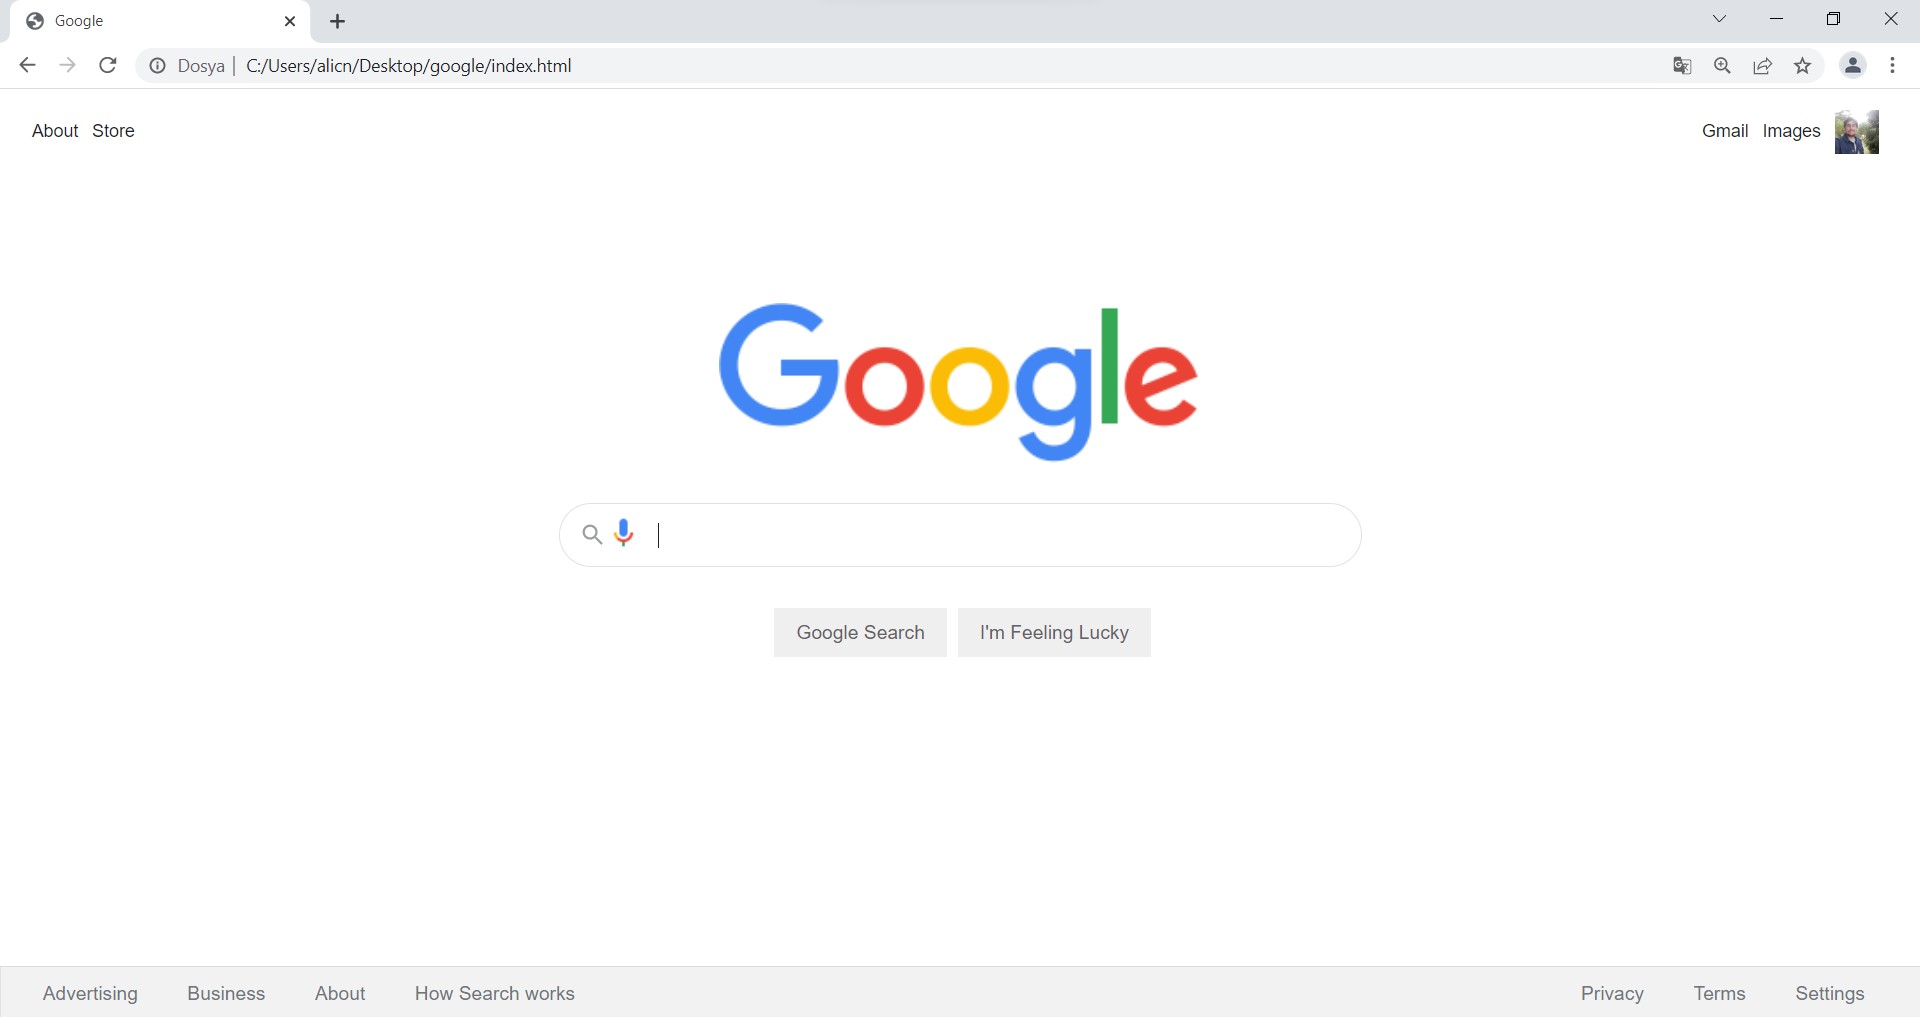 Google
Dosya | C:/Users/alicn/Desktop/google/index.html
About Store
Gmail Images
Google
Google Search I'm Feeling Lucky
Advertising Business About How Search works
Privacy Terms Settings